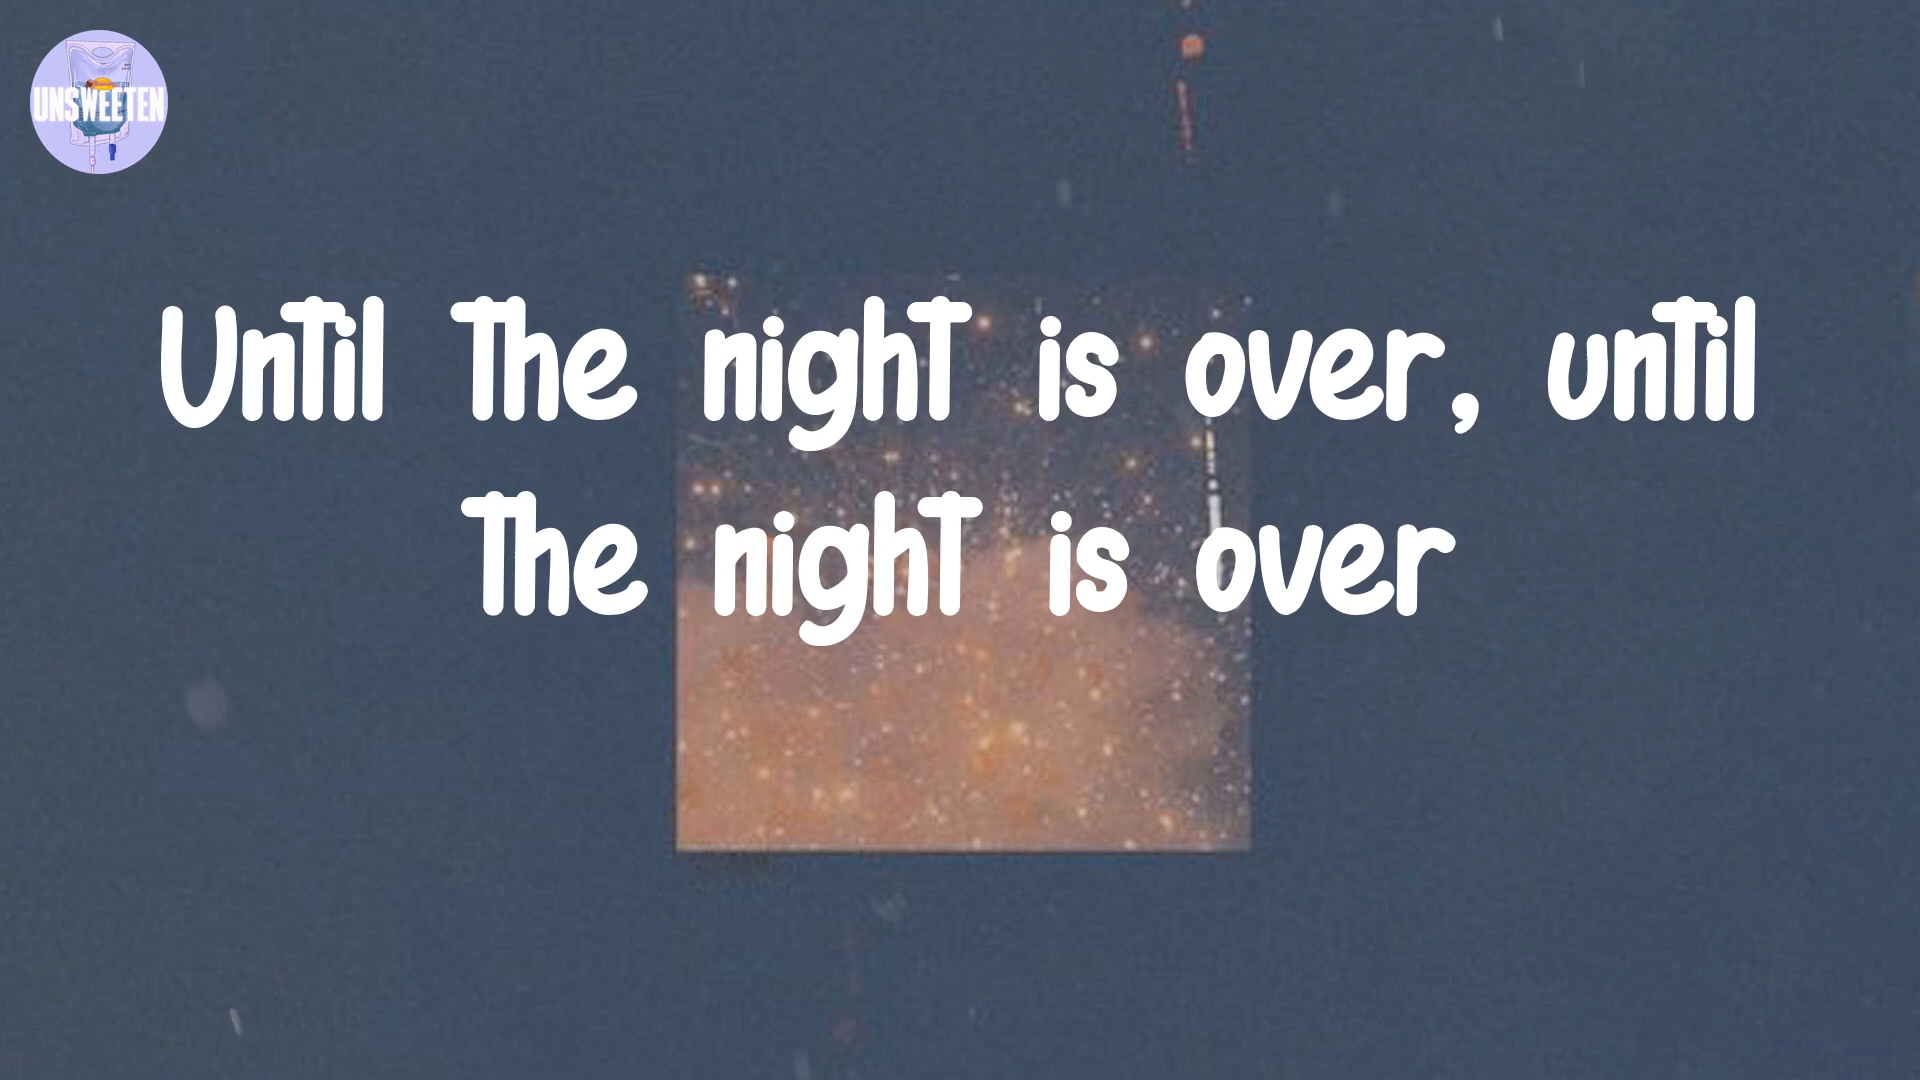 UNSWEETEN
Until the night is over, until
the night is over